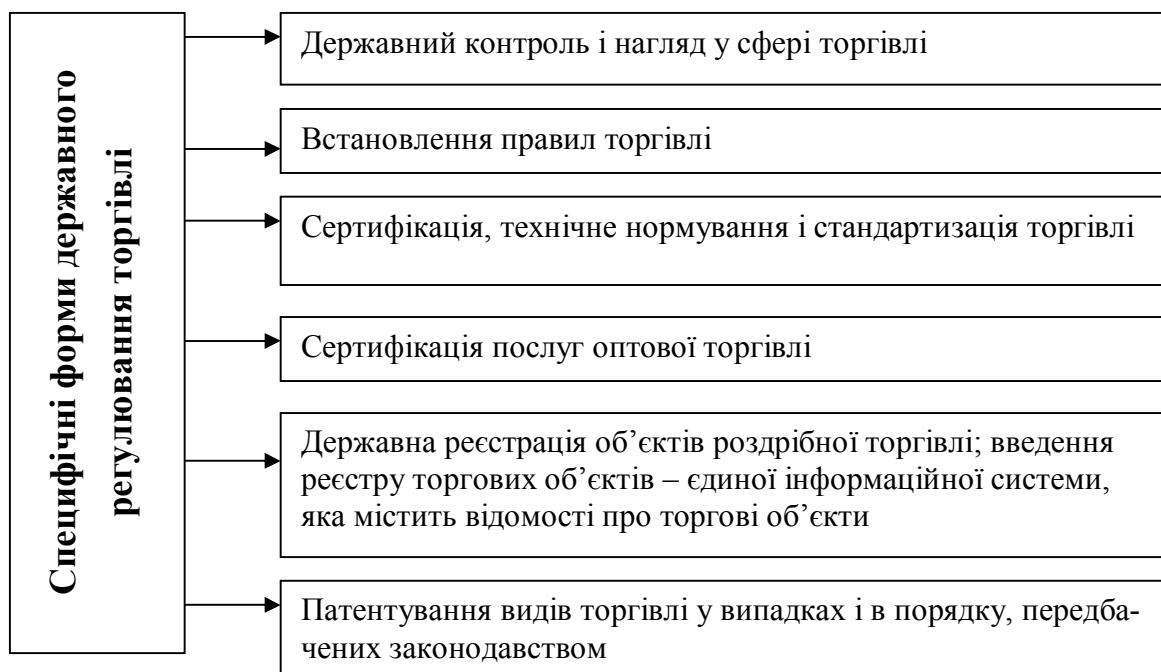 Специфічні форми державного
регулювання торгівлі
Державний контроль і нагляд у сфері торгівлі
Встановлення правил торгівлі
Сертифікація, технічне нормування і стандартизація торгівлі
Сертифікація послуг оптової торгівлі
Державна реєстрація об’єктів роздрібної торгівлі; введення
реєстру торгових об’єктів – єдиної інформаційної системи,
яка містить відомості про торгові об’єкти
Патентування видів торгівлі у випадках і в порядку, передба-
чених законодавством